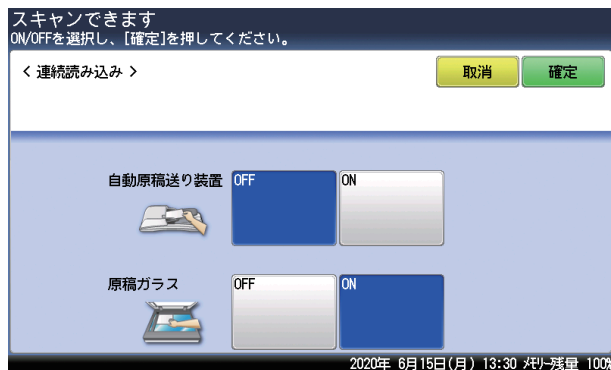 スキャンできます
ON/OFFを選択し、[確定]を押してください。
< 連続読み込み >
取消
確定
自動原稿送り装置
OFF
ON
原稿ガラス
OFF
ON
2020年 6月15日(月) 13:30 メモリー残量 100%